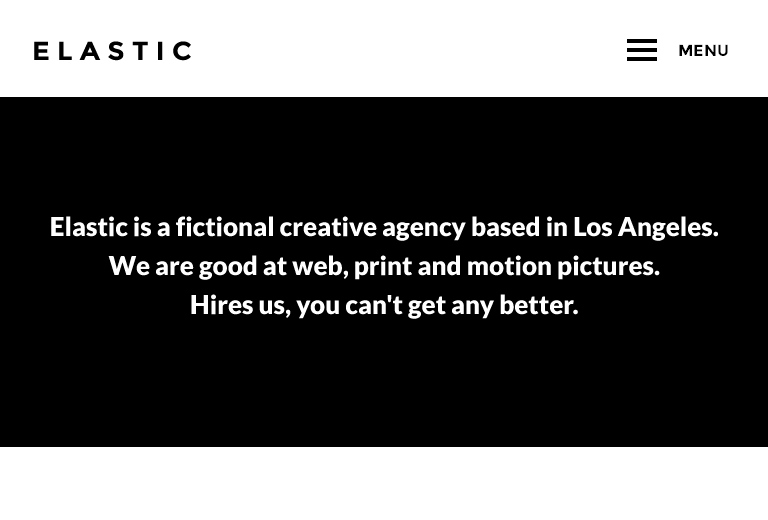 ELASTIC
MENU
Elastic is a fictional creative agency based in Los Angeles.
We are good at web, print and motion pictures.
Hires us, you can't get any better.